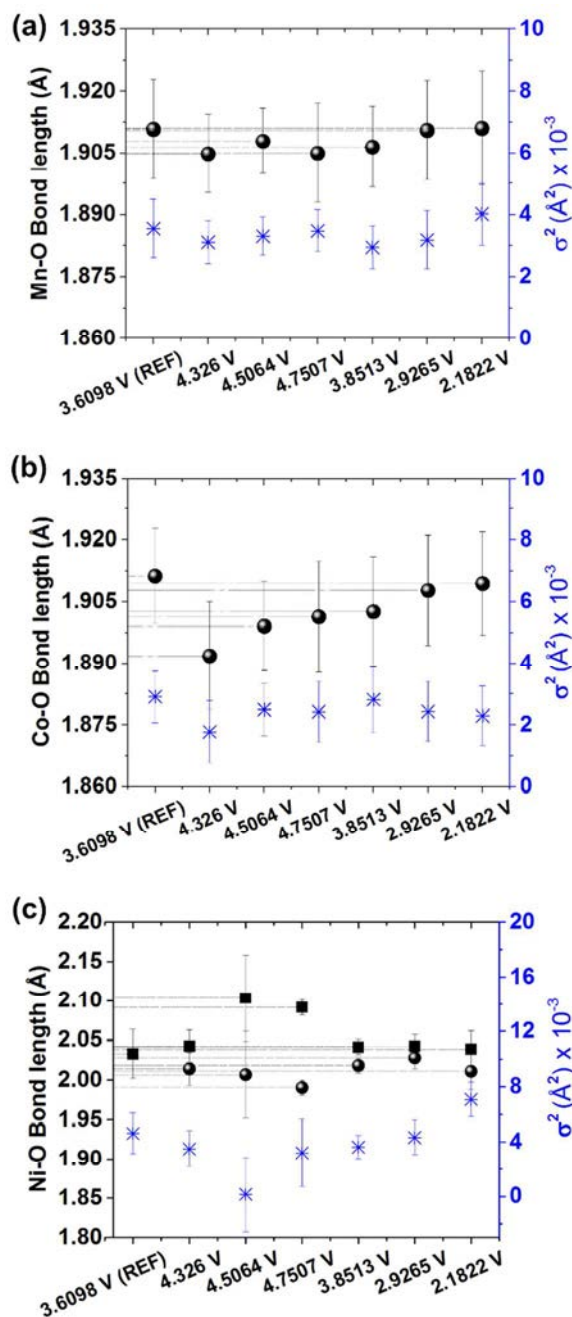 (a)
1.935
1.920
1.905
1.890
1.875
1.860
Mn-O Bond length (Å)
10
8
6
4
2
0
σ² (Å²) x 10⁻³
3.6098 V (REF)
4.326 V
4.5064 V
4.7507 V
3.8513 V
2.9265 V
2.1822 V
(b)
1.935
1.920
1.905
1.890
1.875
1.860
Co-O Bond length (Å)
10
8
6
4
2
0
σ² (Å²) x 10⁻³
3.6098 V (REF)
4.326 V
4.5064 V
4.7507 V
3.8513 V
2.9265 V
2.1822 V
(c)
2.20
2.15
2.10
2.05
2.00
1.95
1.90
1.85
1.80
Ni-O Bond length (Å)
20
16
12
8
4
0
σ² (Å²) x 10⁻³
3.6098 V (REF)
4.326 V
4.5064 V
4.7507 V
3.8513 V
2.9265 V
2.1822 V